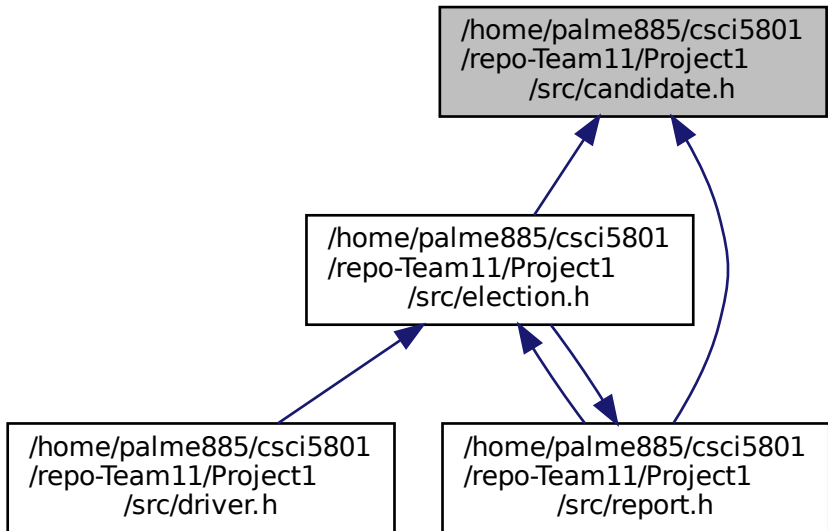 /home/palme885/csci5801
/repo-Team11/Project1
/src/candidate.h
/home/palme885/csci5801
/repo-Team11/Project1
/src/election.h
/home/palme885/csci5801
/repo-Team11/Project1
/src/driver.h
/home/palme885/csci5801
/repo-Team11/Project1
/src/report.h